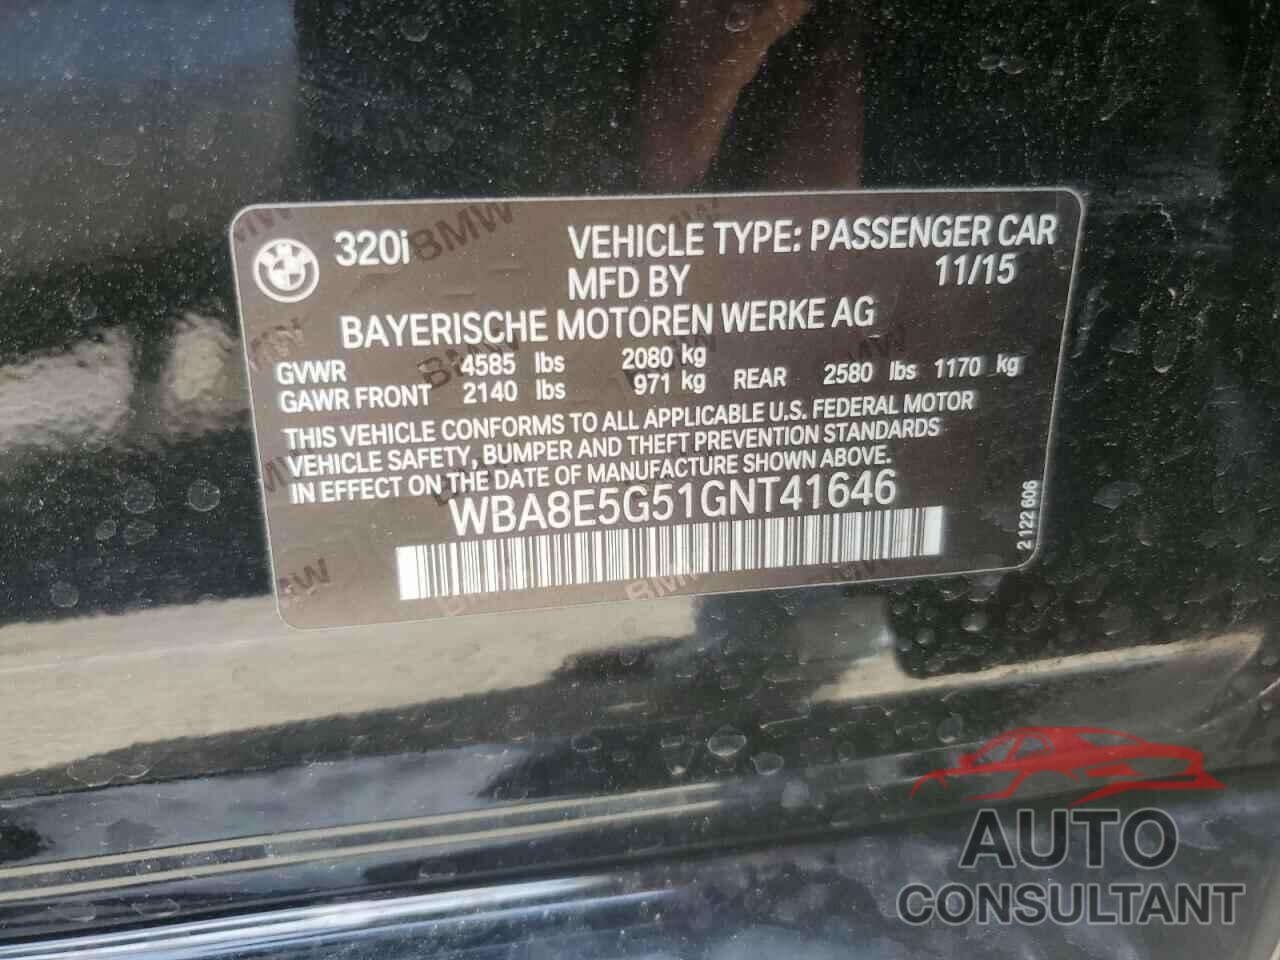 320i
VEHICLE TYPE: PASSENGER CAR
MFD BY 11/15
BAYERISCHE MOTOREN WERKE AG
GVWR 4585 lbs 2080 kg
GAWR FRONT 2140 lbs 971 kg REAR 2580 lbs 1170 kg
THIS VEHICLE CONFORMS TO ALL APPLICABLE U.S. FEDERAL MOTOR
VEHICLE SAFETY, BUMPER AND THEFT PREVENTION STANDARDS
IN EFFECT ON THE DATE OF MANUFACTURE SHOWN ABOVE.
WBA8E5G51GNT41646
2 122 606
AUTO
CONSULTANT